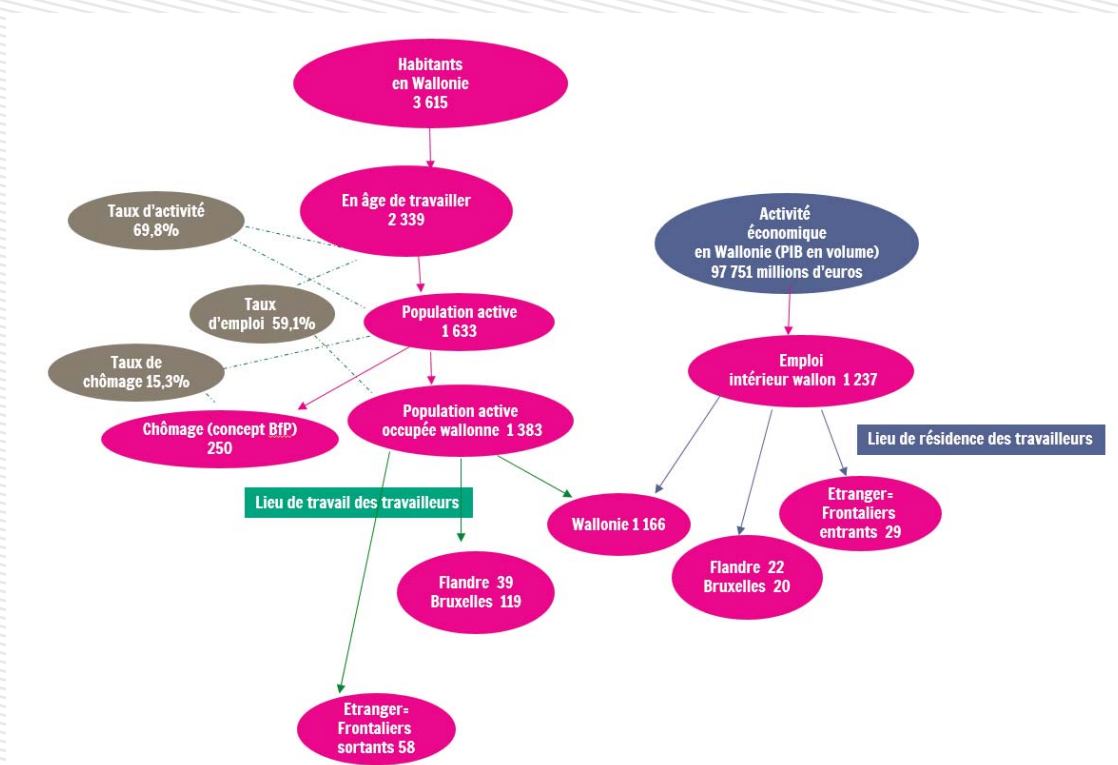 Habitants
en Wallonie
3 615
En âge de travailler
2 339
Taux d'activité
69,8%
Activité
économique
en Wallonie (PIB en volume)
97 751 millions d'euros
Taux
d'emploi 59,1%
Population active
1 633
Taux de
chômage 15,3%
Emploi
intérieur wallon 1 237
Chômage (concept BfP)
250
Population active
occupée wallonne 1 383
Lieu de résidence des travailleurs
Lieu de travail des travailleurs
Wallonie 1 166
Etranger=
Frontaliers
entrants 29
Flandre 39
Bruxelles 119
Flandre 22
Bruxelles 20
Etranger=
Frontaliers
sortants 58